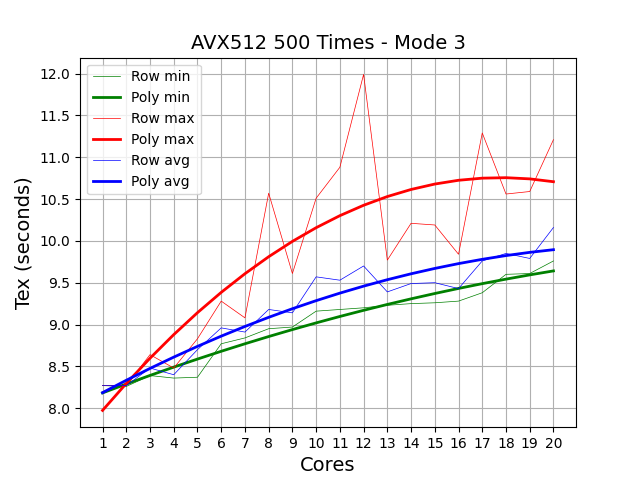 AVX512 500 Times - Mode 3
Row min
Poly min
Row max
Poly max
Row avg
Poly avg
Tex (seconds)
12.0
11.5
11.0
10.5
10.0
9.5
9.0
8.5
8.0
1 2 3 4 5 6 7 8 9 10 11 12 13 14 15 16 17 18 19 20
Cores